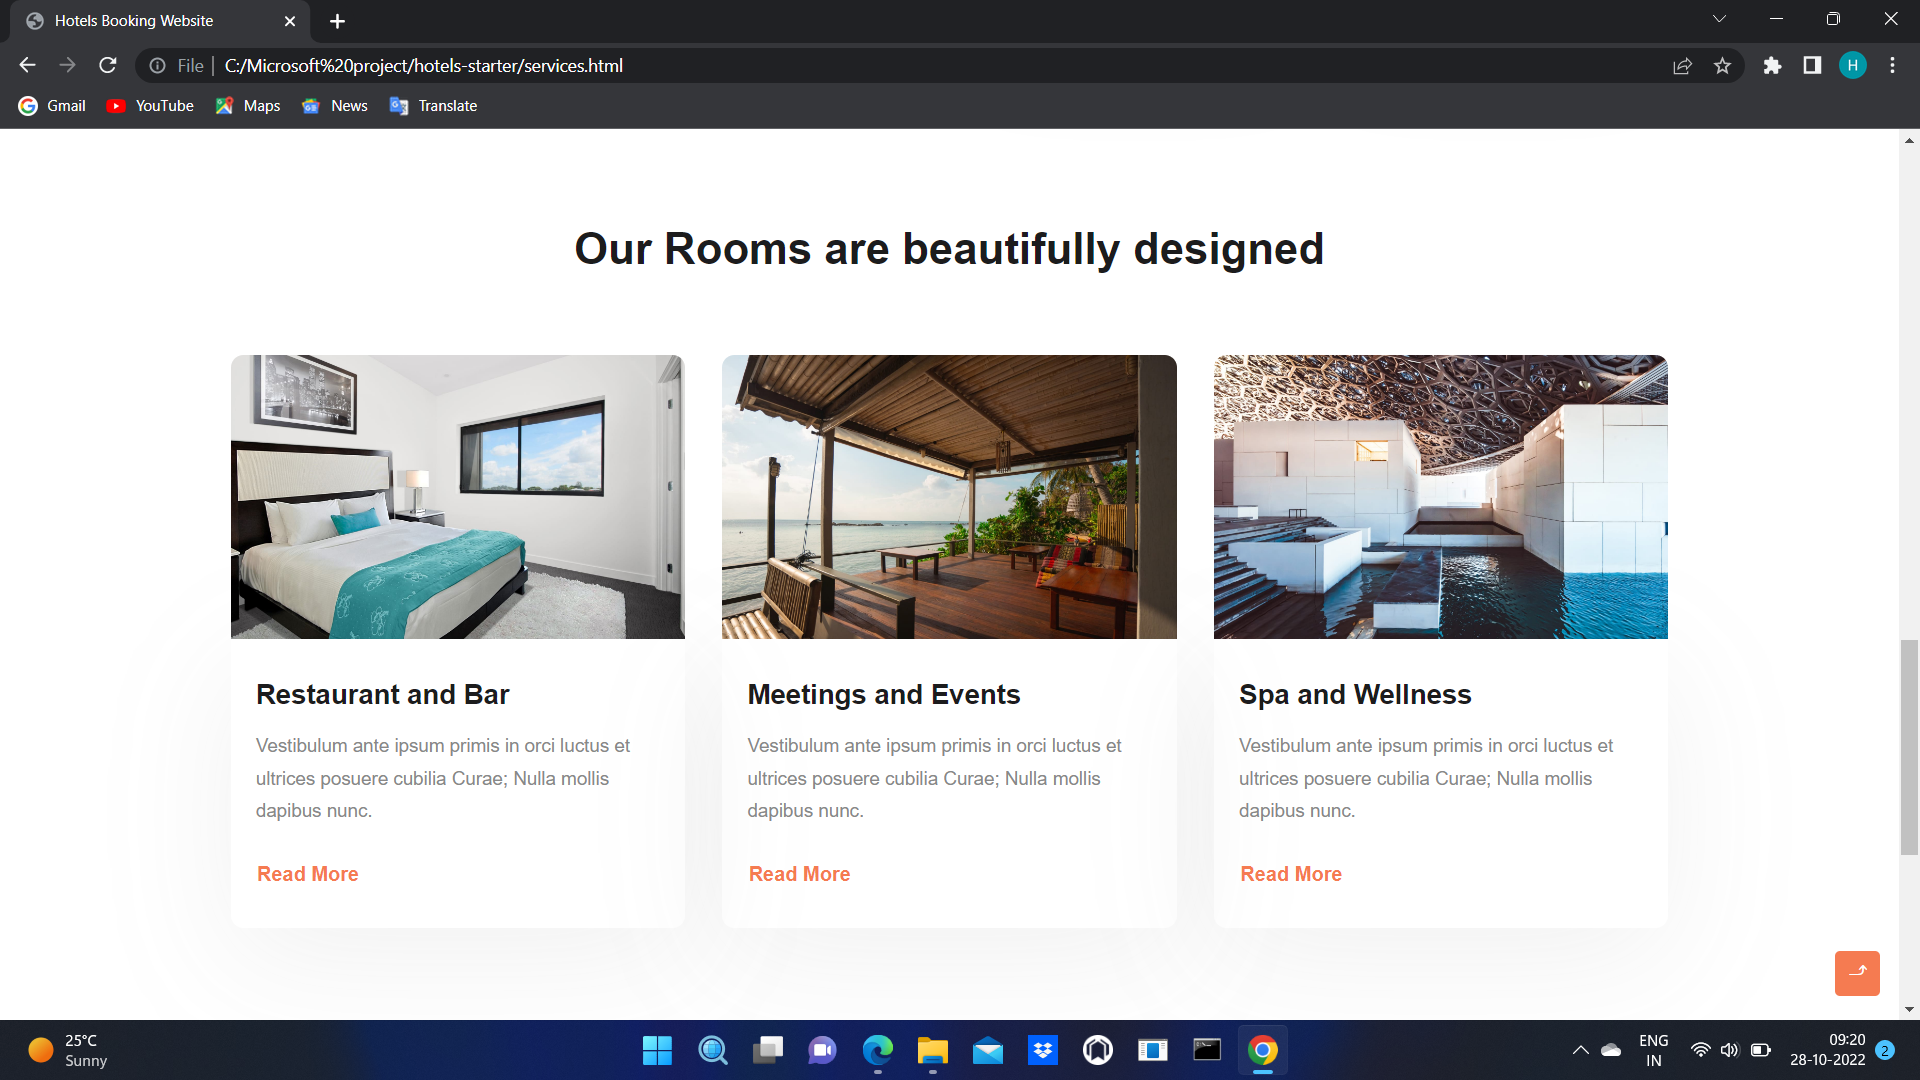 Hotels Booking Website
File
C:/Microsoft%20project/hotels-starter/services.html
H
Gmail
YouTube
Maps
News
Translate
Our Rooms are beautifully designed
Restaurant and Bar
Vestibulum ante ipsum primis in orci luctus et
ultrices posuere cubilia Curae; Nulla mollis
dapibus nunc.
Read More
Meetings and Events
Vestibulum ante ipsum primis in orci luctus et
ultrices posuere cubilia Curae; Nulla mollis
dapibus nunc.
Read More
Spa and Wellness
Vestibulum ante ipsum primis in orci luctus et
ultrices posuere cubilia Curae; Nulla mollis
dapibus nunc.
Read More
25°C
Sunny
ENG
IN
09:20
28-10-2022
2